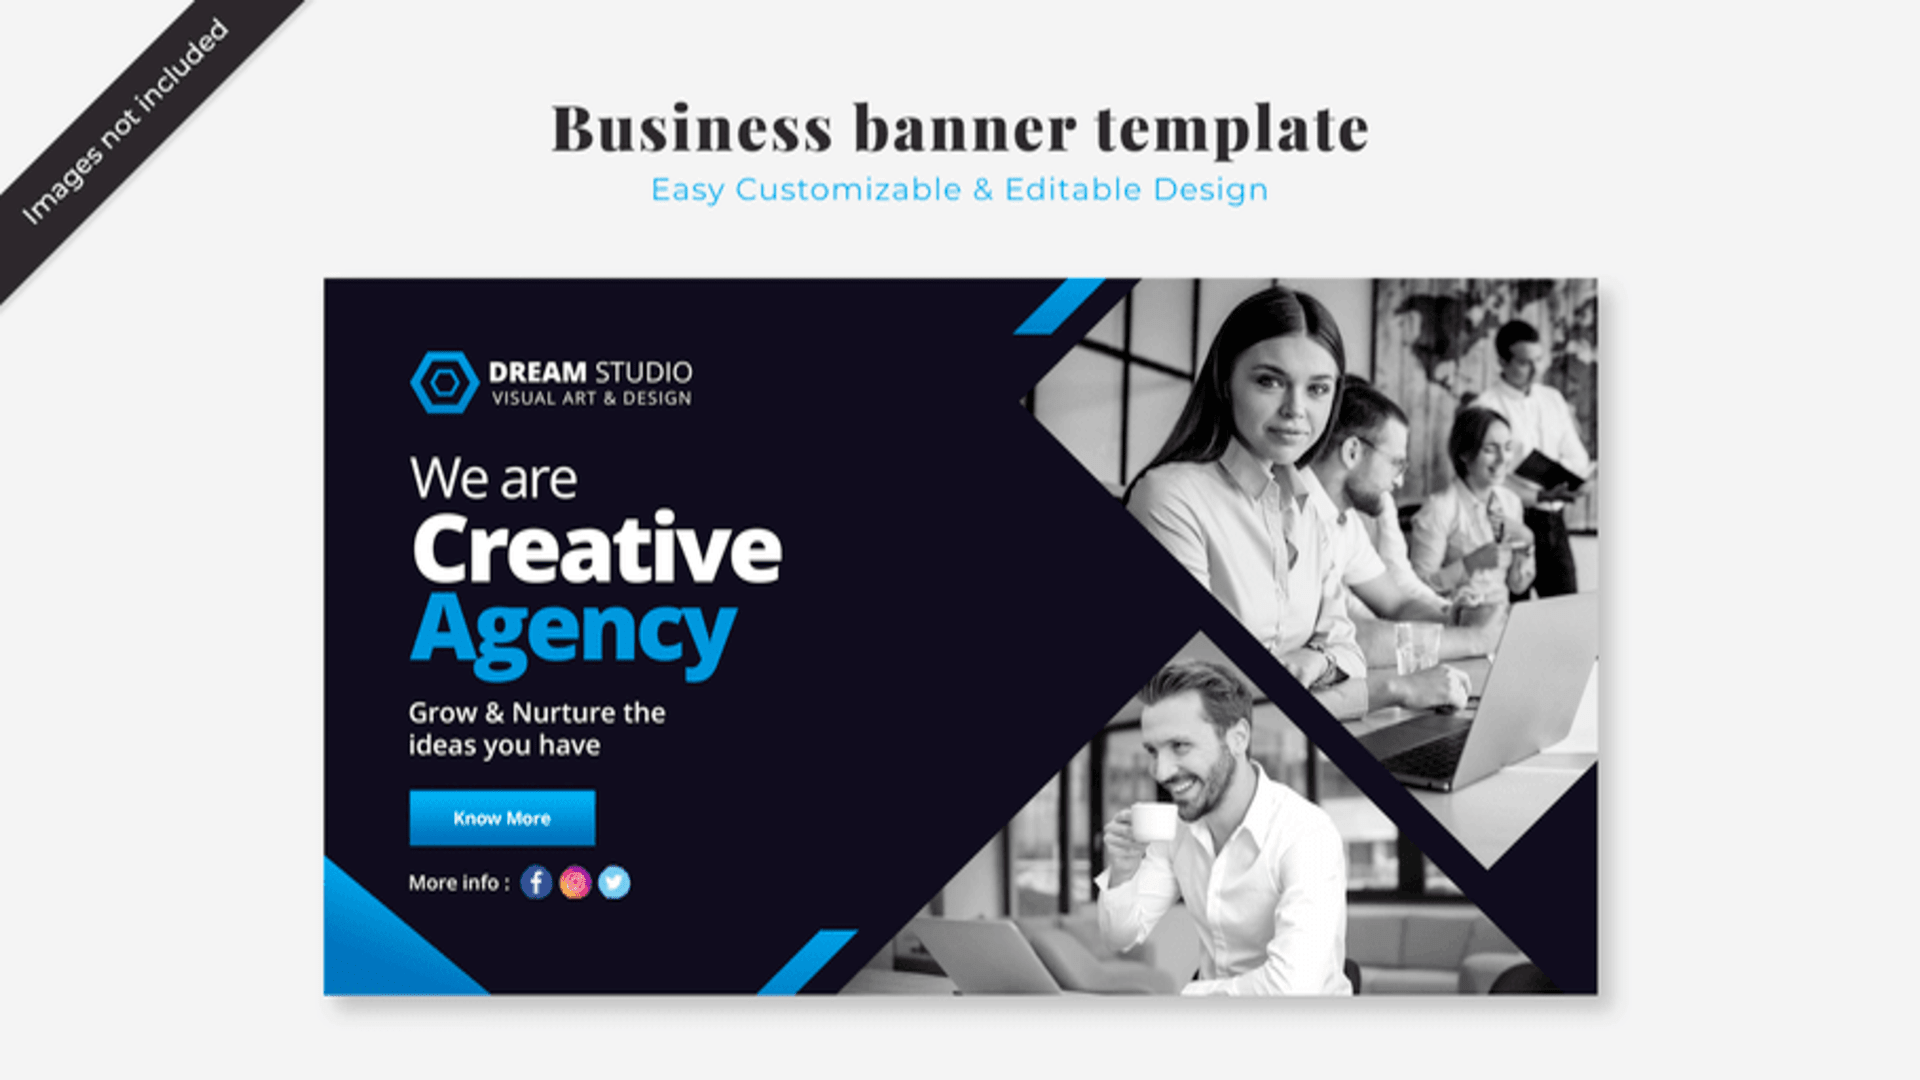 Images not included
Business banner template
Easy Customizable & Editable Design
DREAM STUDIO
VISUAL ART & DESIGN
We are
Creative
Agency
Grow & Nurture the
ideas you have
Know More
More info :